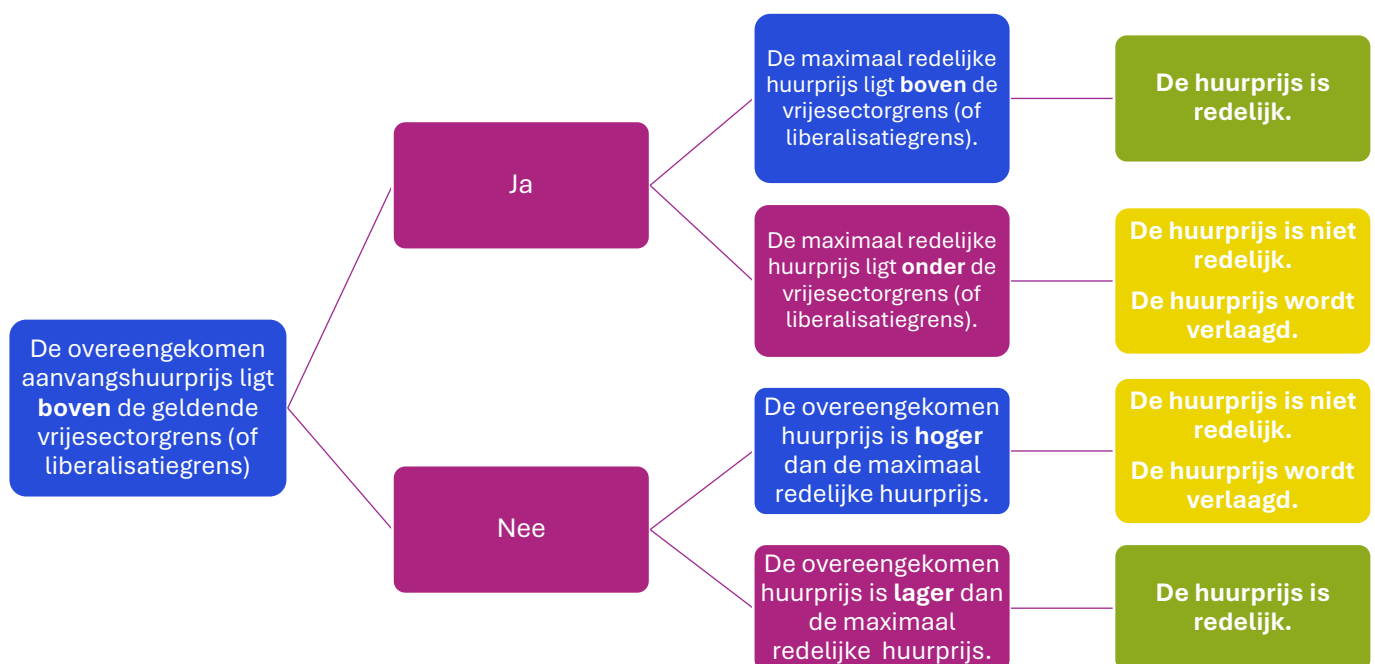 De overeengekomen
aanvangshuurprijs ligt
boven de geldende
vrijesectorgrens (of
liberalisatiegrens)
Ja
De maximaal redelijke
huurprijs ligt boven de
vrijesectorgrens (of
liberalisatiegrens).
De huurprijs is
redelijk.
De maximaal redelijke
huurprijs ligt onder de
vrijesectorgrens (of
liberalisatiegrens).
De huurprijs is niet
redelijk.
De huurprijs wordt
verlaagd.
Nee
De overeengekomen
huurprijs is hoger
dan de maximaal
redelijke huurprijs.
De huurprijs is niet
redelijk.
De huurprijs wordt
verlaagd.
De overeengekomen
huurprijs is lager dan
de maximaal
redelijke huurprijs.
De huurprijs is
redelijk.